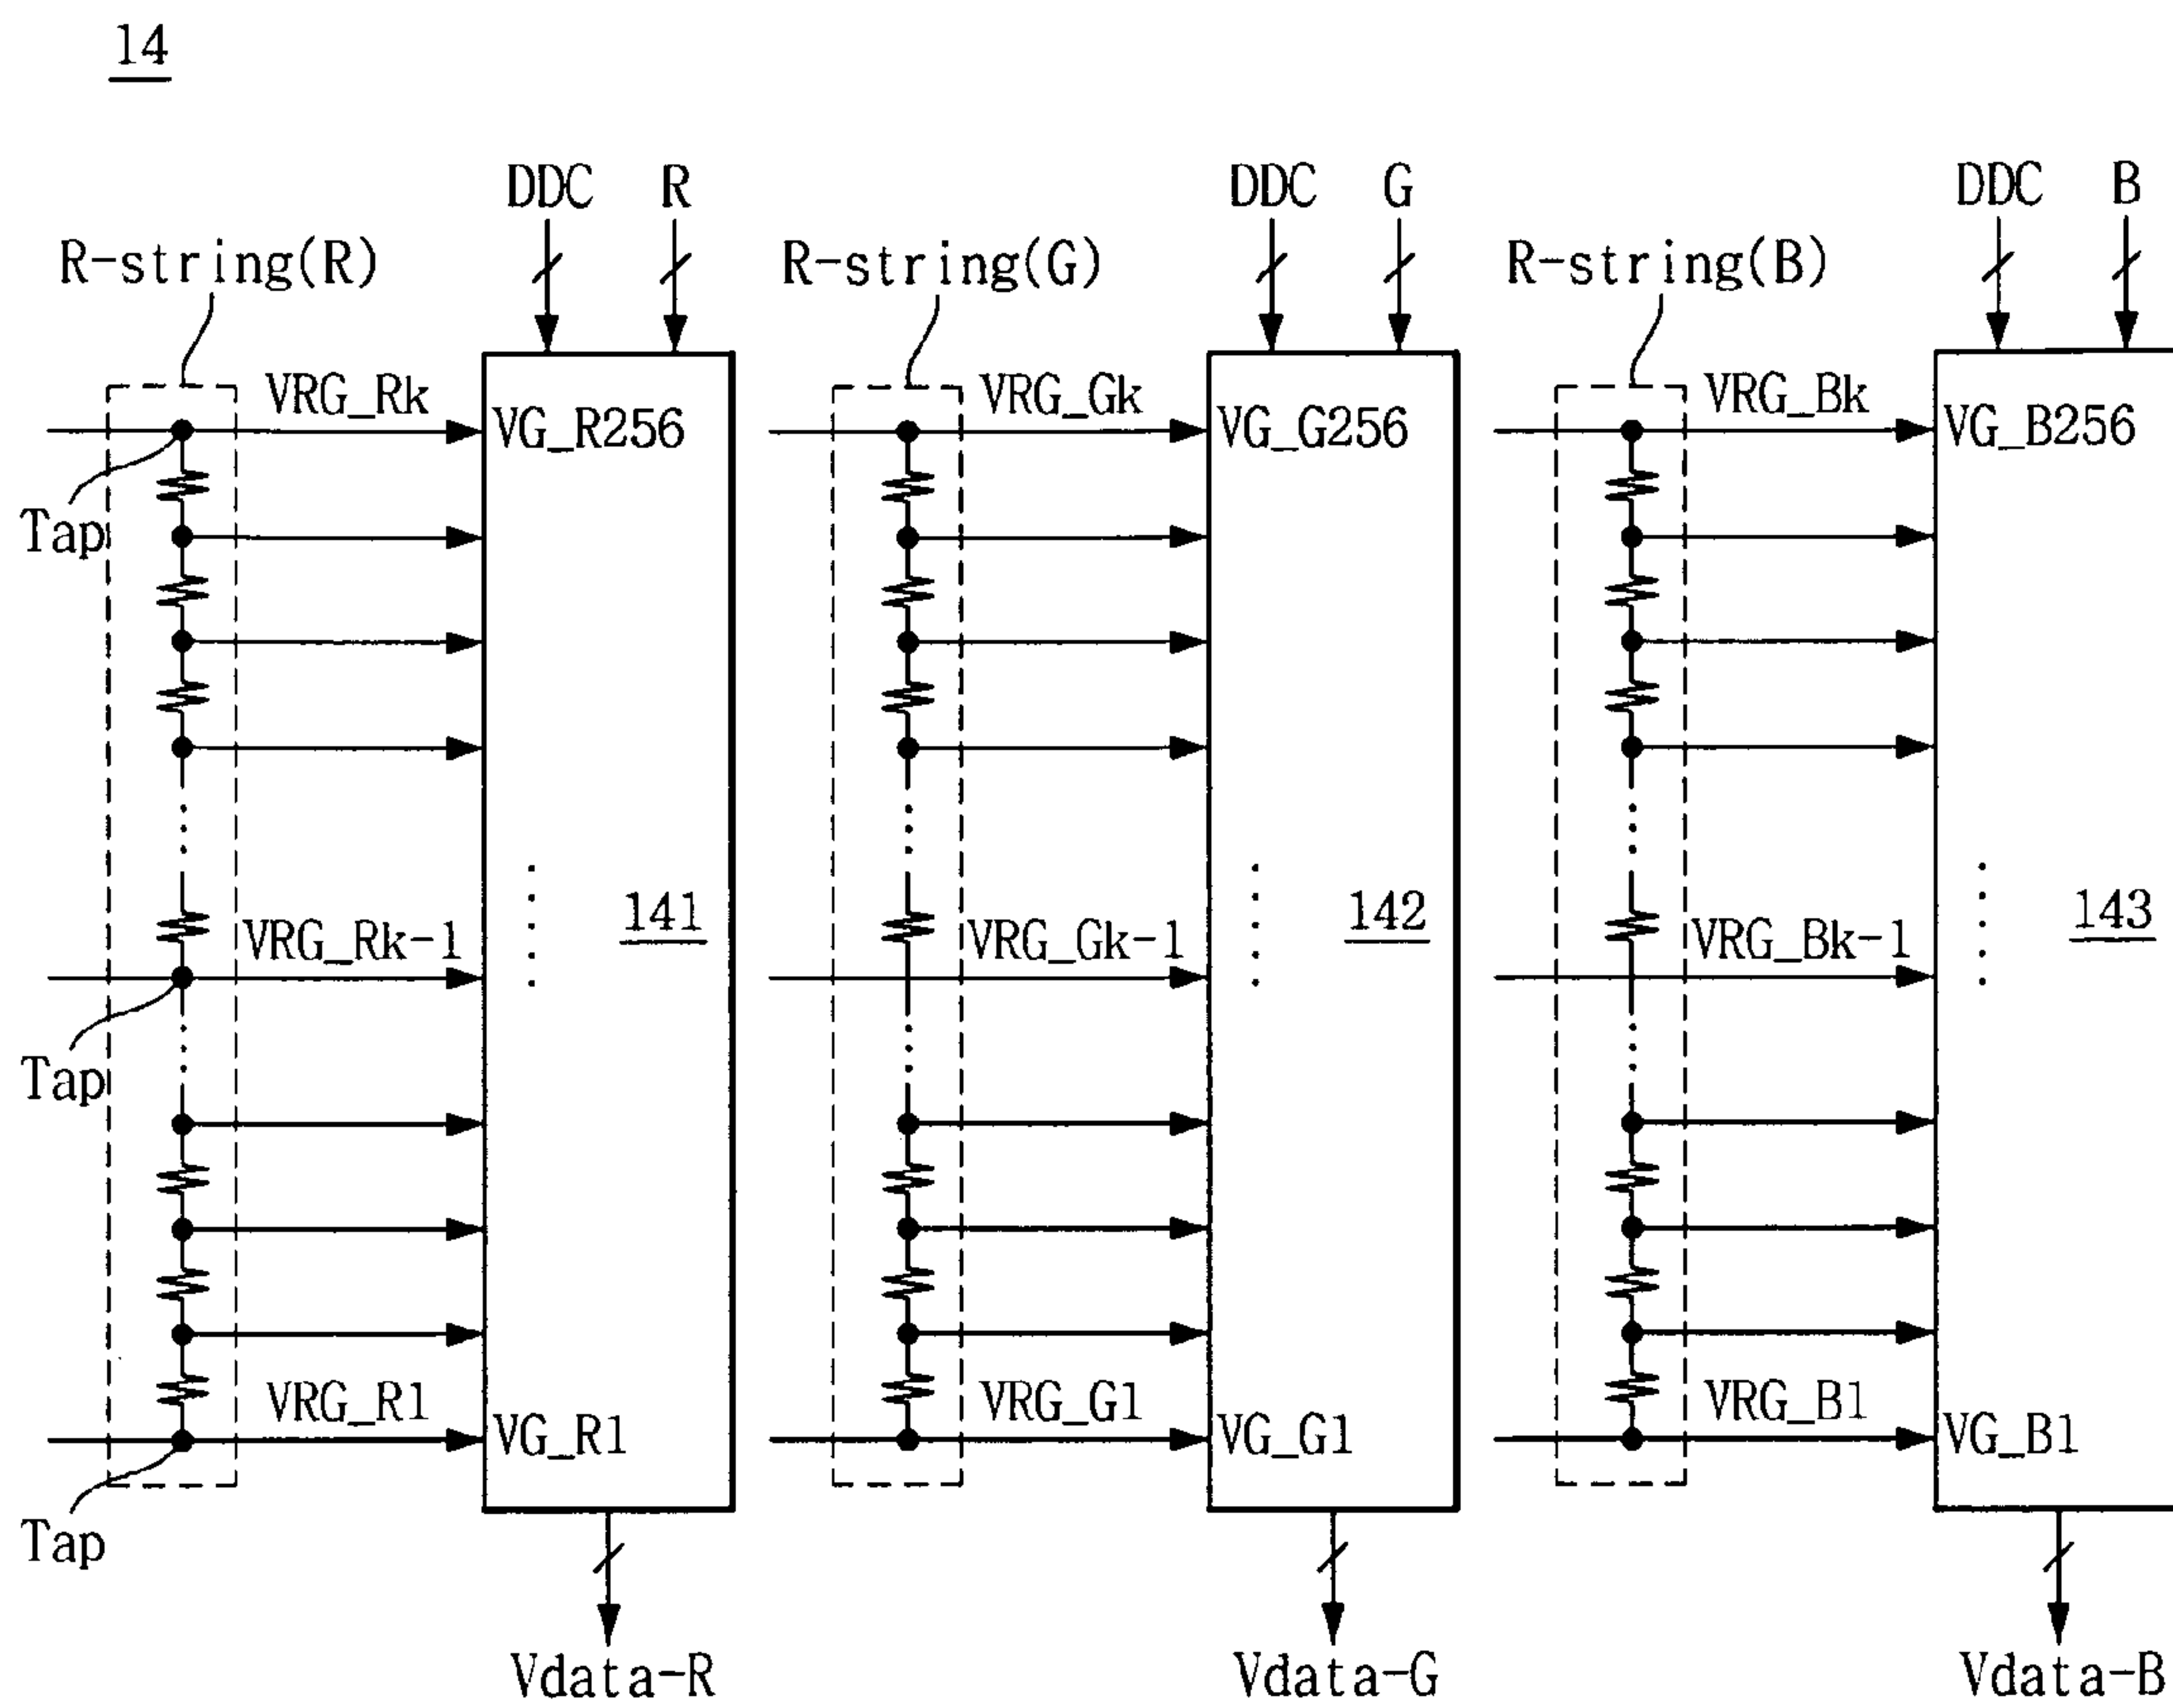 14
DDC R DDC G DDC B
R-string(R) R-string(G) R-string(B)
VRG_Rk VG_R256 VRG_Gk VG_G256 VRG_Bk VG_B256
Tap
141 142 143
VRG_Rk-1 VRG_Gk-1 VRG_Bk-1
Tap
VRG_R1 VG_R1 VRG_G1 VG_G1 VRG_B1 VG_B1
Tap
Vdata-R Vdata-G Vdata-B